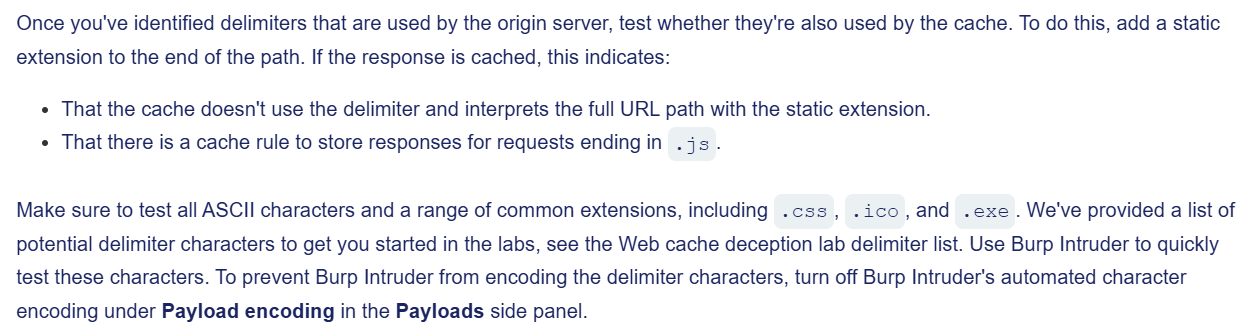 Once you've identified delimiters that are used by the origin server, test whether they're also used by the cache. To do this, add a static
extension to the end of the path. If the response is cached, this indicates:
• That the cache doesn't use the delimiter and interprets the full URL path with the static extension.
• That there is a cache rule to store responses for requests ending in .js.
Make sure to test all ASCII characters and a range of common extensions, including .css, .ico, and .exe. We've provided a list of
potential delimiter characters to get you started in the labs, see the Web cache deception lab delimiter list. Use Burp Intruder to quickly
test these characters. To prevent Burp Intruder from encoding the delimiter characters, turn off Burp Intruder's automated character
encoding under Payload encoding in the Payloads side panel.